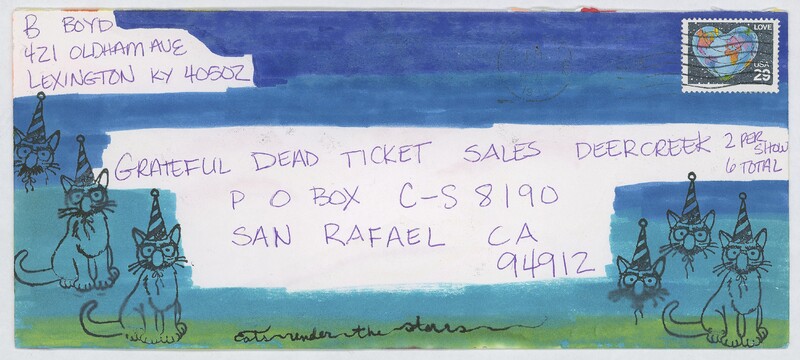 B BOYD
421 OLDHAM AVE
LEXINGTON KY 40502
LOVE
USA
29
GRATEFUL DEAD TICKET SALES DEERCREEK 2 PER SHOW
6 TOTAL
P O BOX C-S 8190
SAN RAFAEL CA
94912
Cats under the stars